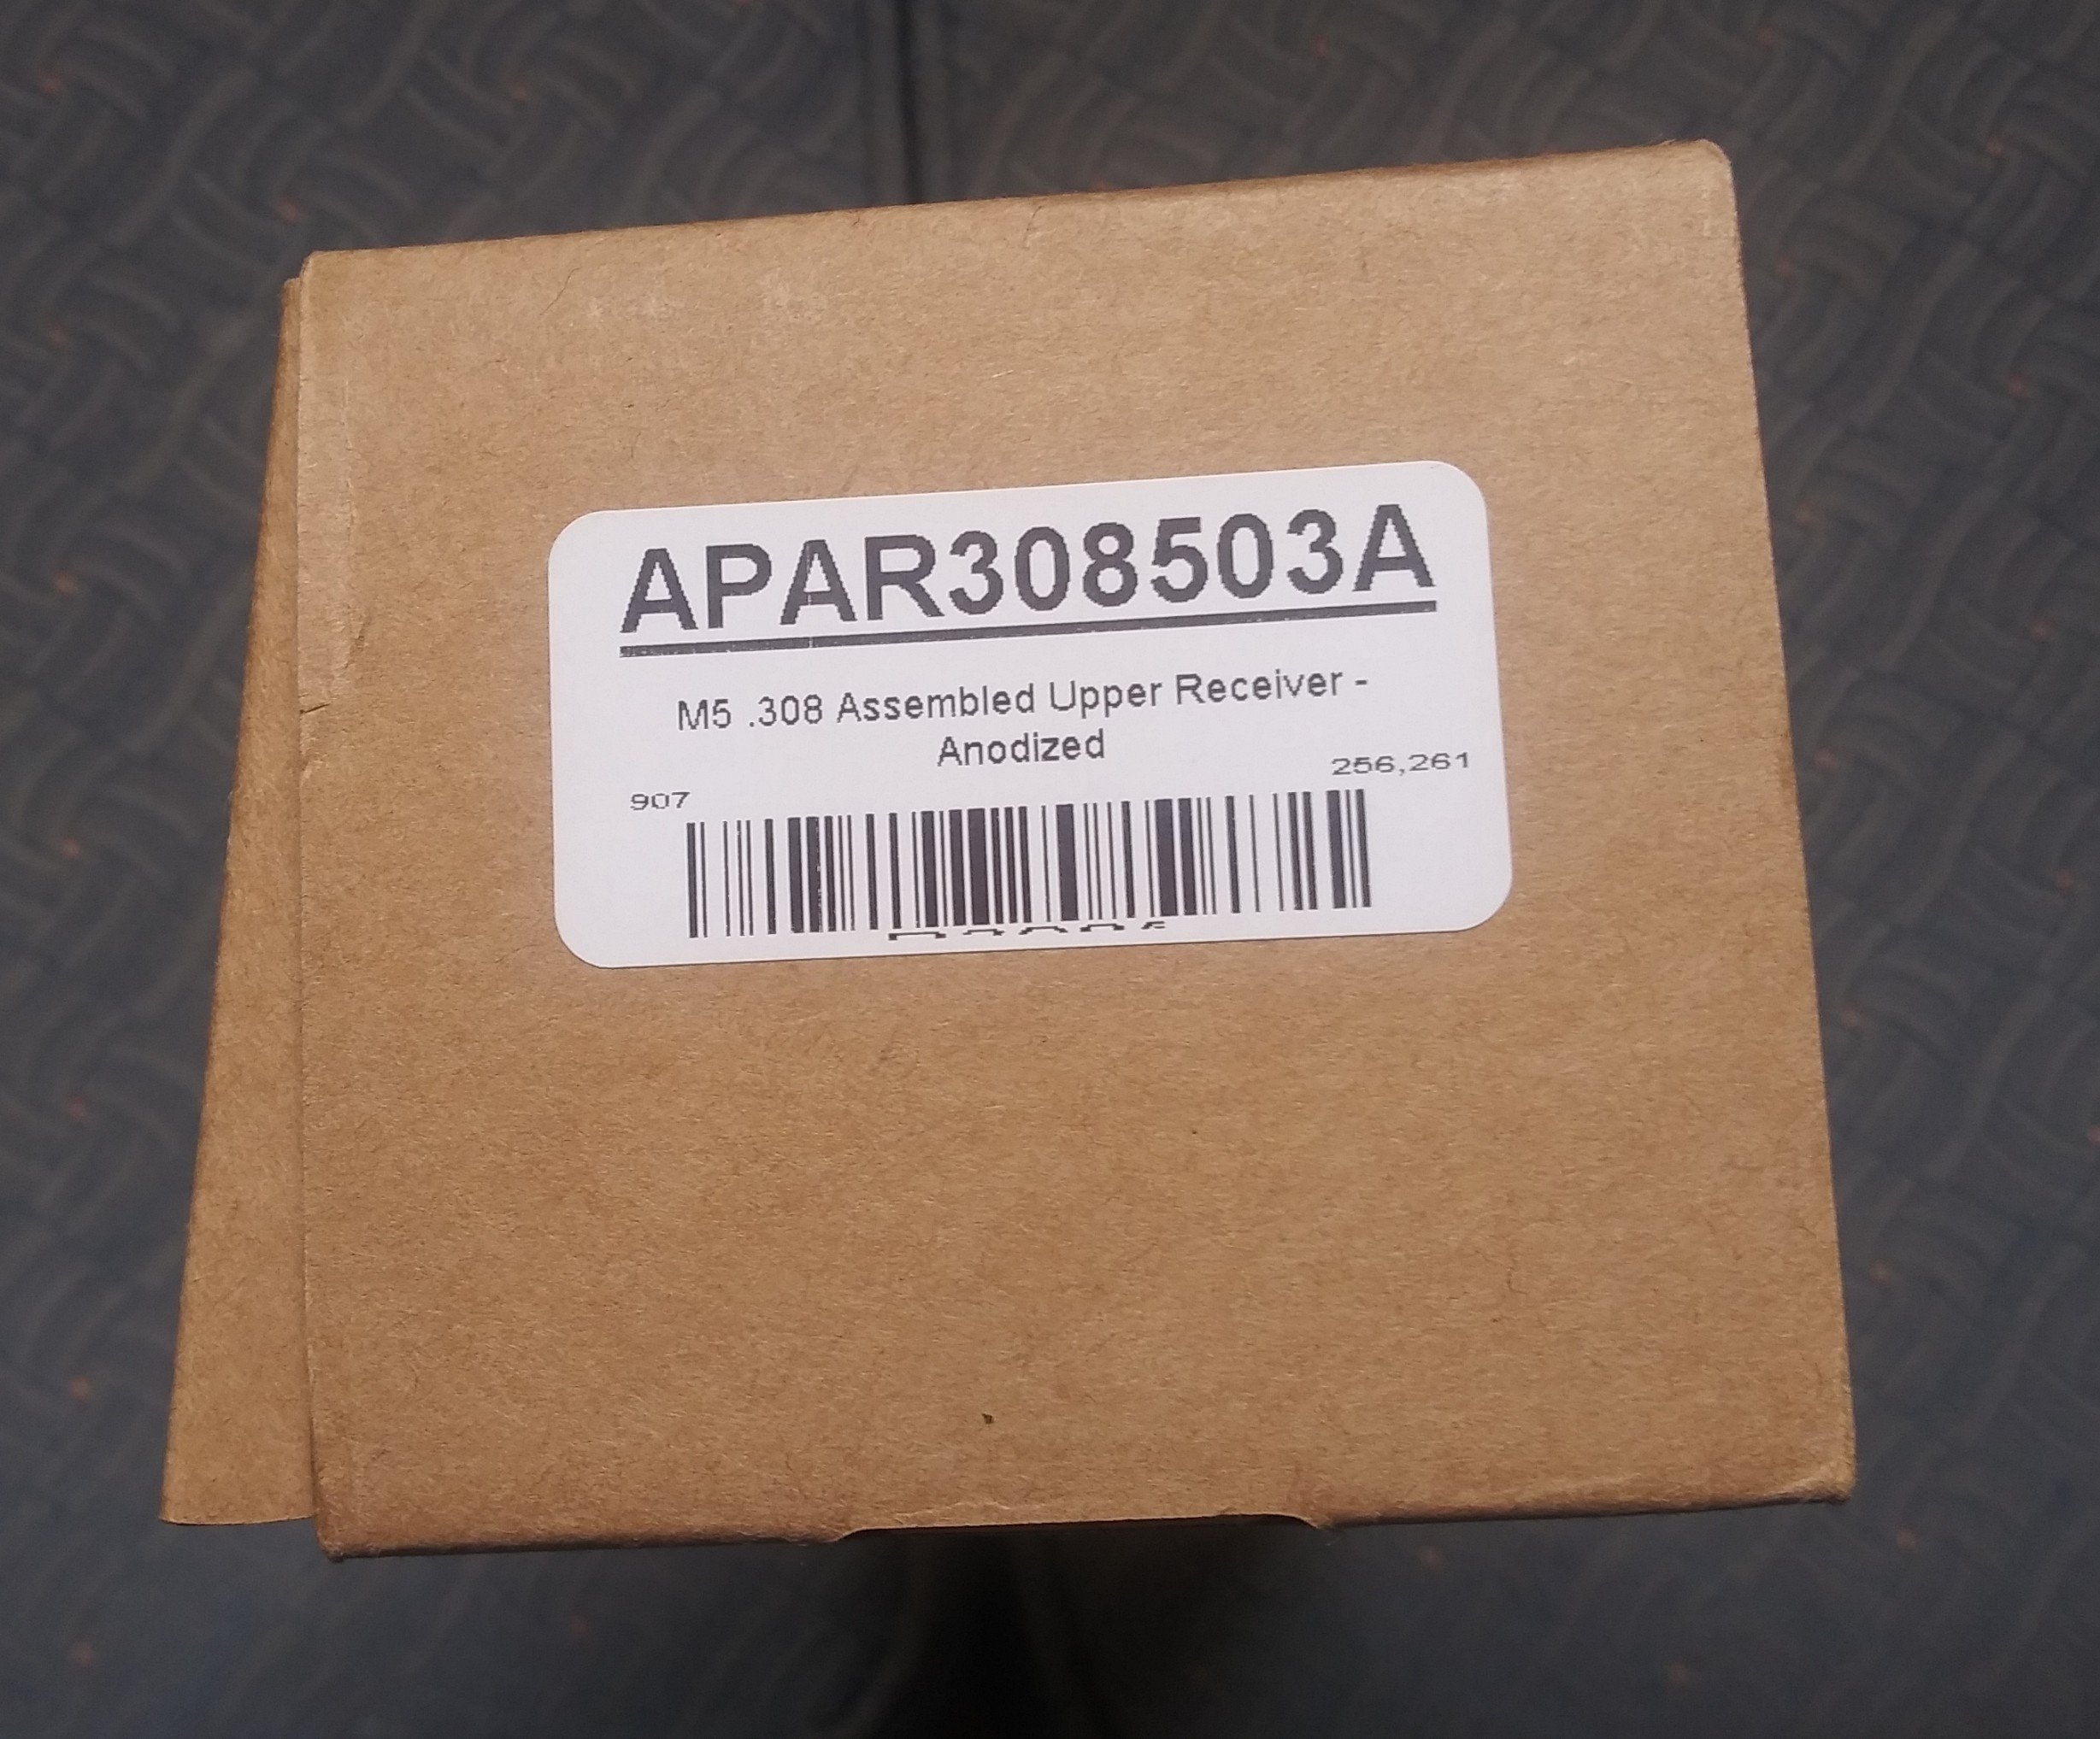 APAR308503A
M5 .308 Assembled Upper Receiver -
Anodized
256,261
907